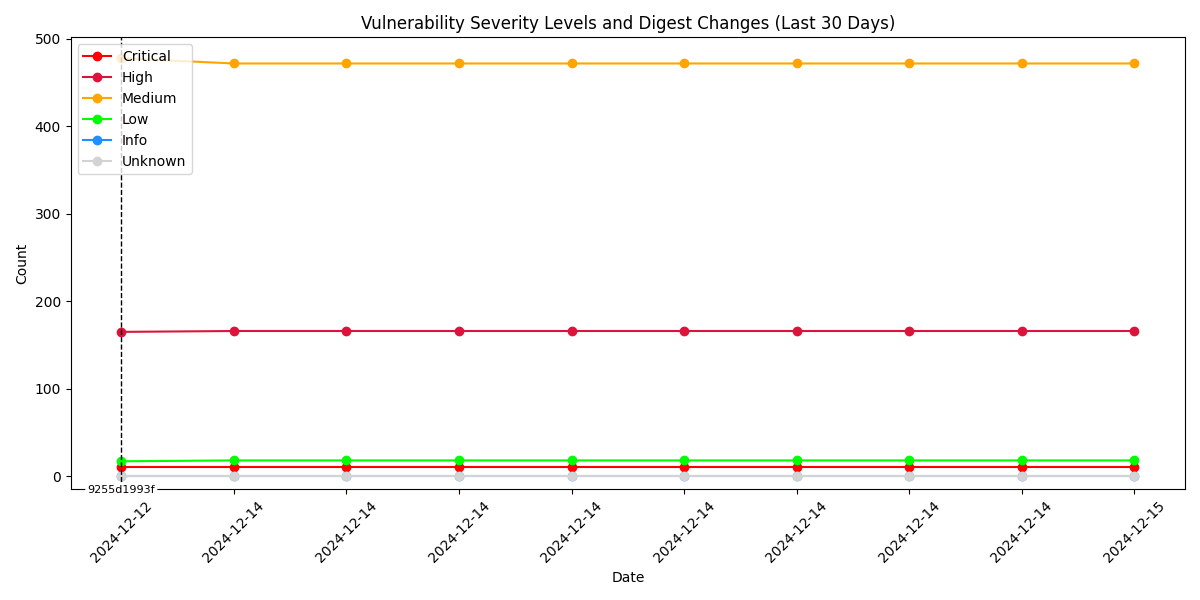 Vulnerability Severity Levels and Digest Changes (Last 30 Days)
Critical
High
Medium
Low
Info
Unknown
500
400
300
200
100
0
Count
9255d1993f
2024-12-12
2024-12-14
2024-12-14
2024-12-14
2024-12-14
2024-12-14
2024-12-14
2024-12-14
2024-12-14
2024-12-15
Date